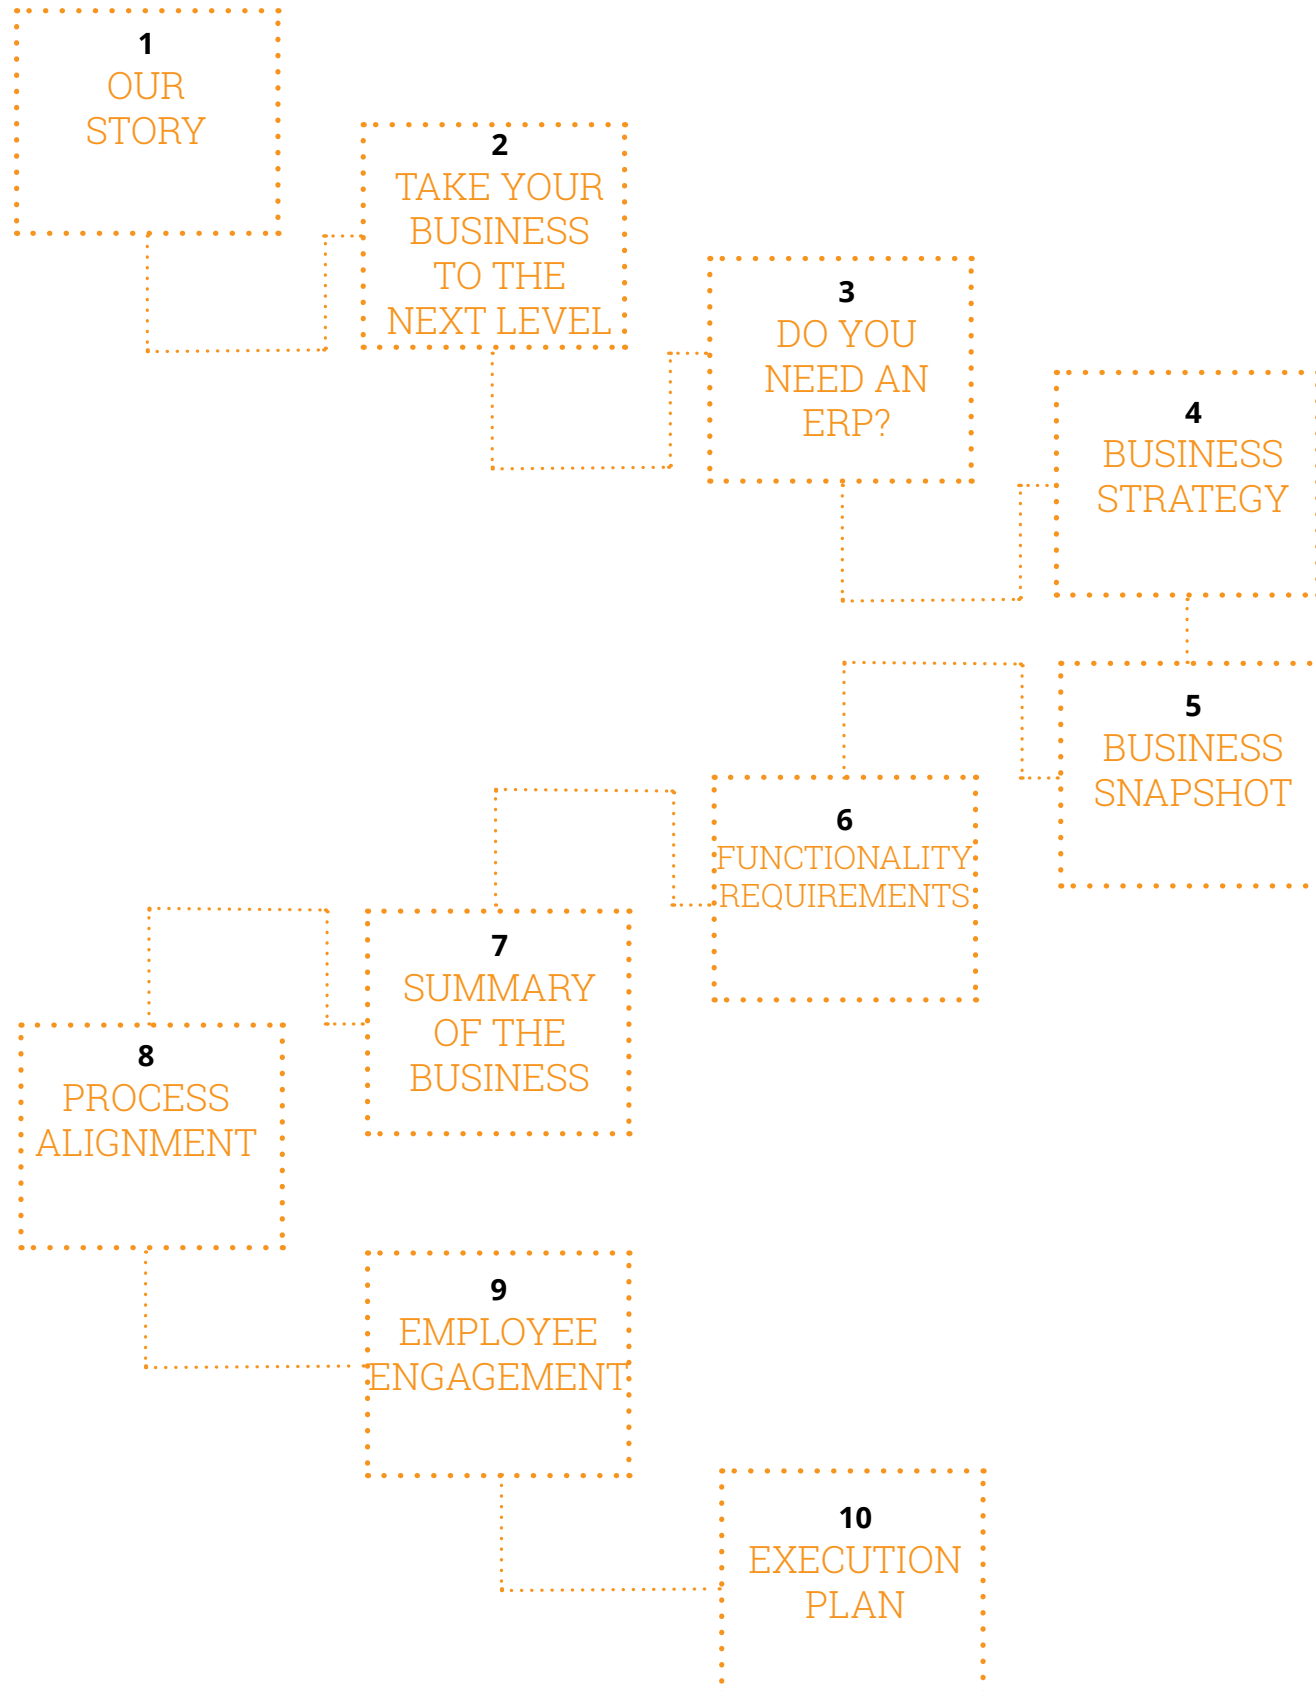 1
OUR
STORY
2
TAKE YOUR
BUSINESS
TO THE
NEXT LEVEL
3
DO YOU
NEED AN
ERP?
4
BUSINESS
STRATEGY
5
BUSINESS
SNAPSHOT
6
FUNCTIONALITY
REQUIREMENTS
7
SUMMARY
OF THE
BUSINESS
8
PROCESS
ALIGNMENT
9
EMPLOYEE
ENGAGEMENT
10
EXECUTION
PLAN